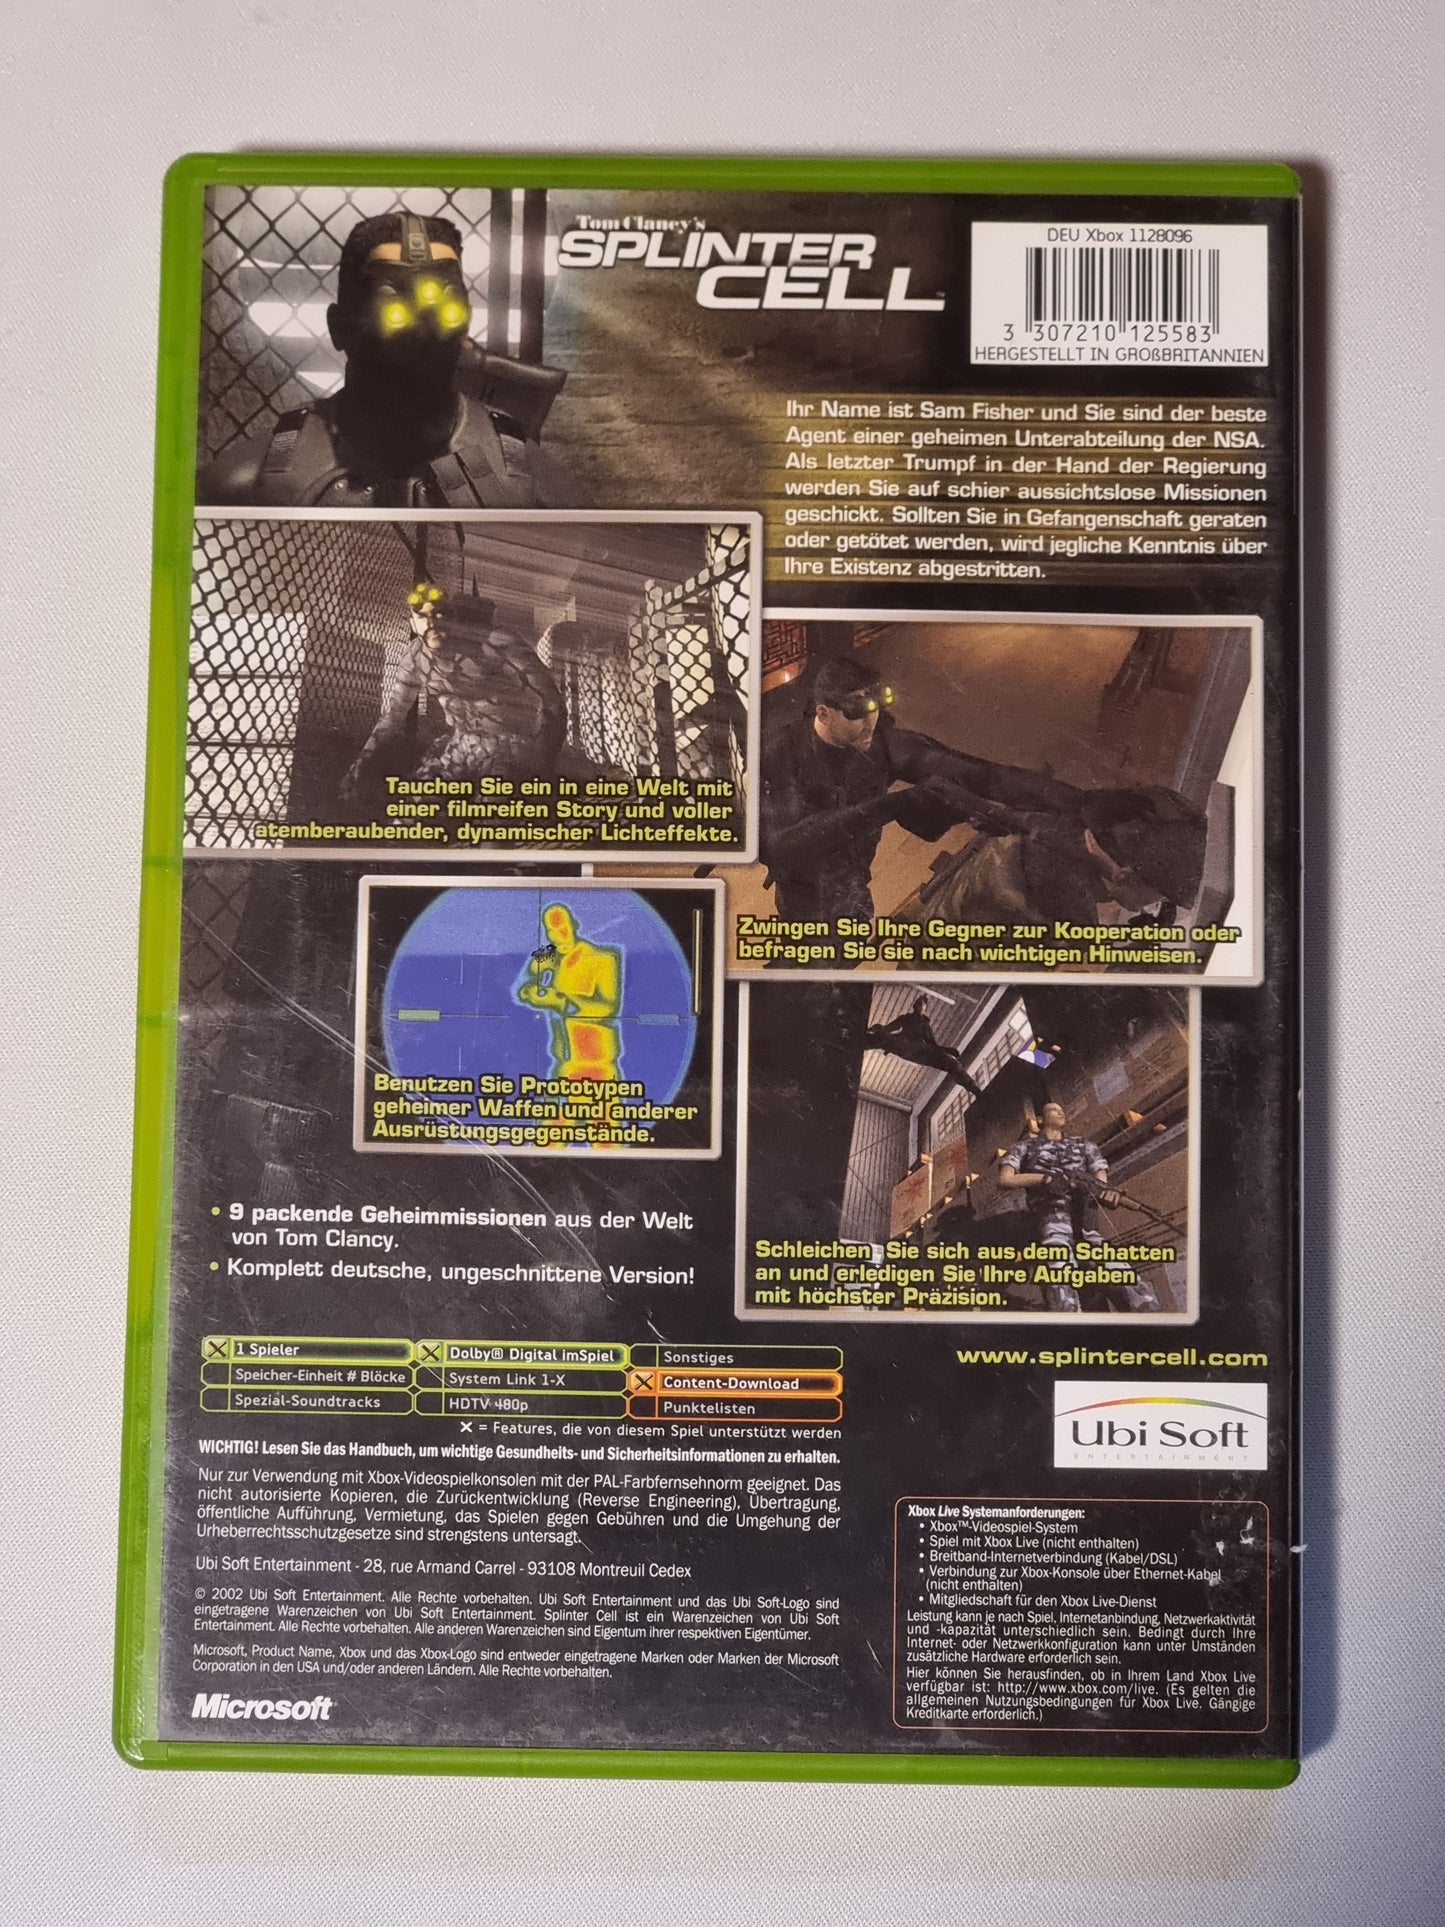 Tom Clancy's
SPLINTER
CELL
DEU Xbox 1128096
3 307210 125583
HERGESTELLT IN GROßBRITANNIEN
Ihr Name ist Sam Fisher und Sie sind der beste
Agent einer geheimen Unterabteilung der NSA.
Als letzter Trumpf in der Hand der Regierung
werden Sie auf schier aussichtslose Missionen
geschickt. Sollten Sie in Gefangenschaft geraten
oder getötet werden, wird jegliche Kenntnis über
Ihre Existenz abgestritten.
Tauchen Sie ein in eine Welt mit
einer filmreifen Story und voller
atemberaubender, dynamischer Lichteffekte.
Zwingen Sie Ihre Gegner zur Kooperation oder
befragen Sie sie nach wichtigen Hinweisen.
Benutzen Sie Prototypen
geheimer Waffen und anderer
Ausrüstungsgegenstände.
Schleichen Sie sich aus dem Schatten
an und erledigen Sie Ihre Aufgaben
mit höchster Präzision.
• 9 packende Geheimmissionen aus der Welt
von Tom Clancy.
• Komplett deutsche, ungeschnittene Version!
1 Spieler
Dolby® Digital imSpiel
Sonstiges
Speicher-Einheit # Blöcke
System Link 1-X
Content-Download
Spezial-Soundtracks
HDTV 480p
Punktelisten
X = Features, die von diesem Spiel unterstützt werden
www.splintercell.com
Ubi Soft
ENTERTAINMENT
WICHTIG! Lesen Sie das Handbuch, um wichtige Gesundheits- und Sicherheitsinformationen zu erhalten.
Nur zur Verwendung mit Xbox-Videospielkonsolen mit der PAL-Farbfernsehnorm geeignet. Das
nicht autorisierte Kopieren, die Zurückentwicklung (Reverse Engineering), Übertragung,
öffentliche Aufführung, Vermietung, das Spielen gegen Gebühren und die Umgehung der
Urheberrechtsschutzgesetze sind strengstens untersagt.
Ubi Soft Entertainment - 28, rue Armand Carrel - 93108 Montreuil Cedex
© 2002 Ubi Soft Entertainment. Alle Rechte vorbehalten. Ubi Soft Entertainment und das Ubi Soft-Logo sind
eingetragene Warenzeichen von Ubi Soft Entertainment. Splinter Cell ist ein Warenzeichen von Ubi Soft
Entertainment. Alle Rechte vorbehalten. Alle anderen Warenzeichen sind Eigentum ihrer respektiven Eigentümer.
Microsoft, Product Name, Xbox und das Xbox-Logo sind entweder eingetragene Marken oder Marken der Microsoft
Corporation in den USA und/oder anderen Ländern. Alle Rechte vorbehalten.
Microsoft
Xbox Live Systemanforderungen:
• Xbox™-Videospiel-System
• Spiel mit Xbox Live (nicht enthalten)
• Breitband-Internetverbindung (Kabel/DSL)
• Verbindung zur Xbox-Konsole über Ethernet-Kabel
(nicht enthalten)
• Mitgliedschaft für den Xbox Live-Dienst
Leistung kann je nach Spiel, Internetanbindung, Netzwerkaktivität
und -kapazität unterschiedlich sein. Bedingt durch Ihre
Internet- oder Netzwerkkonfiguration kann unter Umständen
zusätzliche Hardware erforderlich sein.
Hier können Sie herausfinden, ob in Ihrem Land Xbox Live
verfügbar ist: http://www.xbox.com/live. (Es gelten die
allgemeinen Nutzungsbedingungen für Xbox Live. Gängige
Kreditkarte erforderlich.)